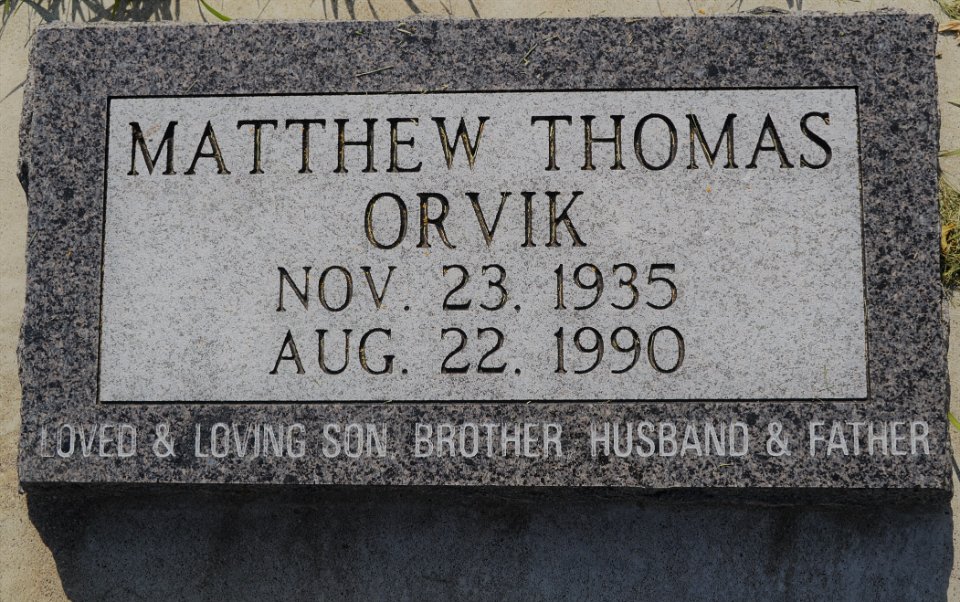 MATTHEW THOMAS
ORVIK
NOV. 23, 1935
AUG. 22, 1990
LOVED & LOVING SON, BROTHER, HUSBAND & FATHER